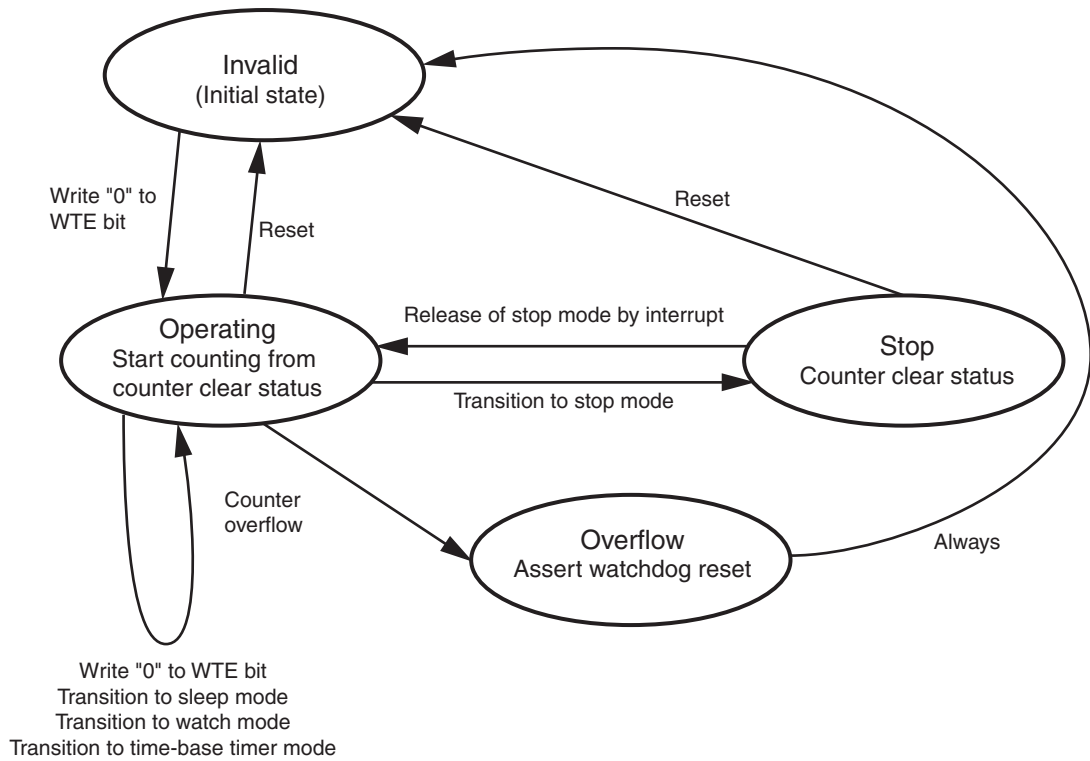 Invalid
(Initial state)
Write "0" to
WTE bit
Reset
Reset
Operating
Start counting from
counter clear status
Release of stop mode by interrupt
Transition to stop mode
Stop
Counter clear status
Counter
overflow
Overflow
Assert watchdog reset
Always
Write "0" to WTE bit
Transition to sleep mode
Transition to watch mode
Transition to time-base timer mode